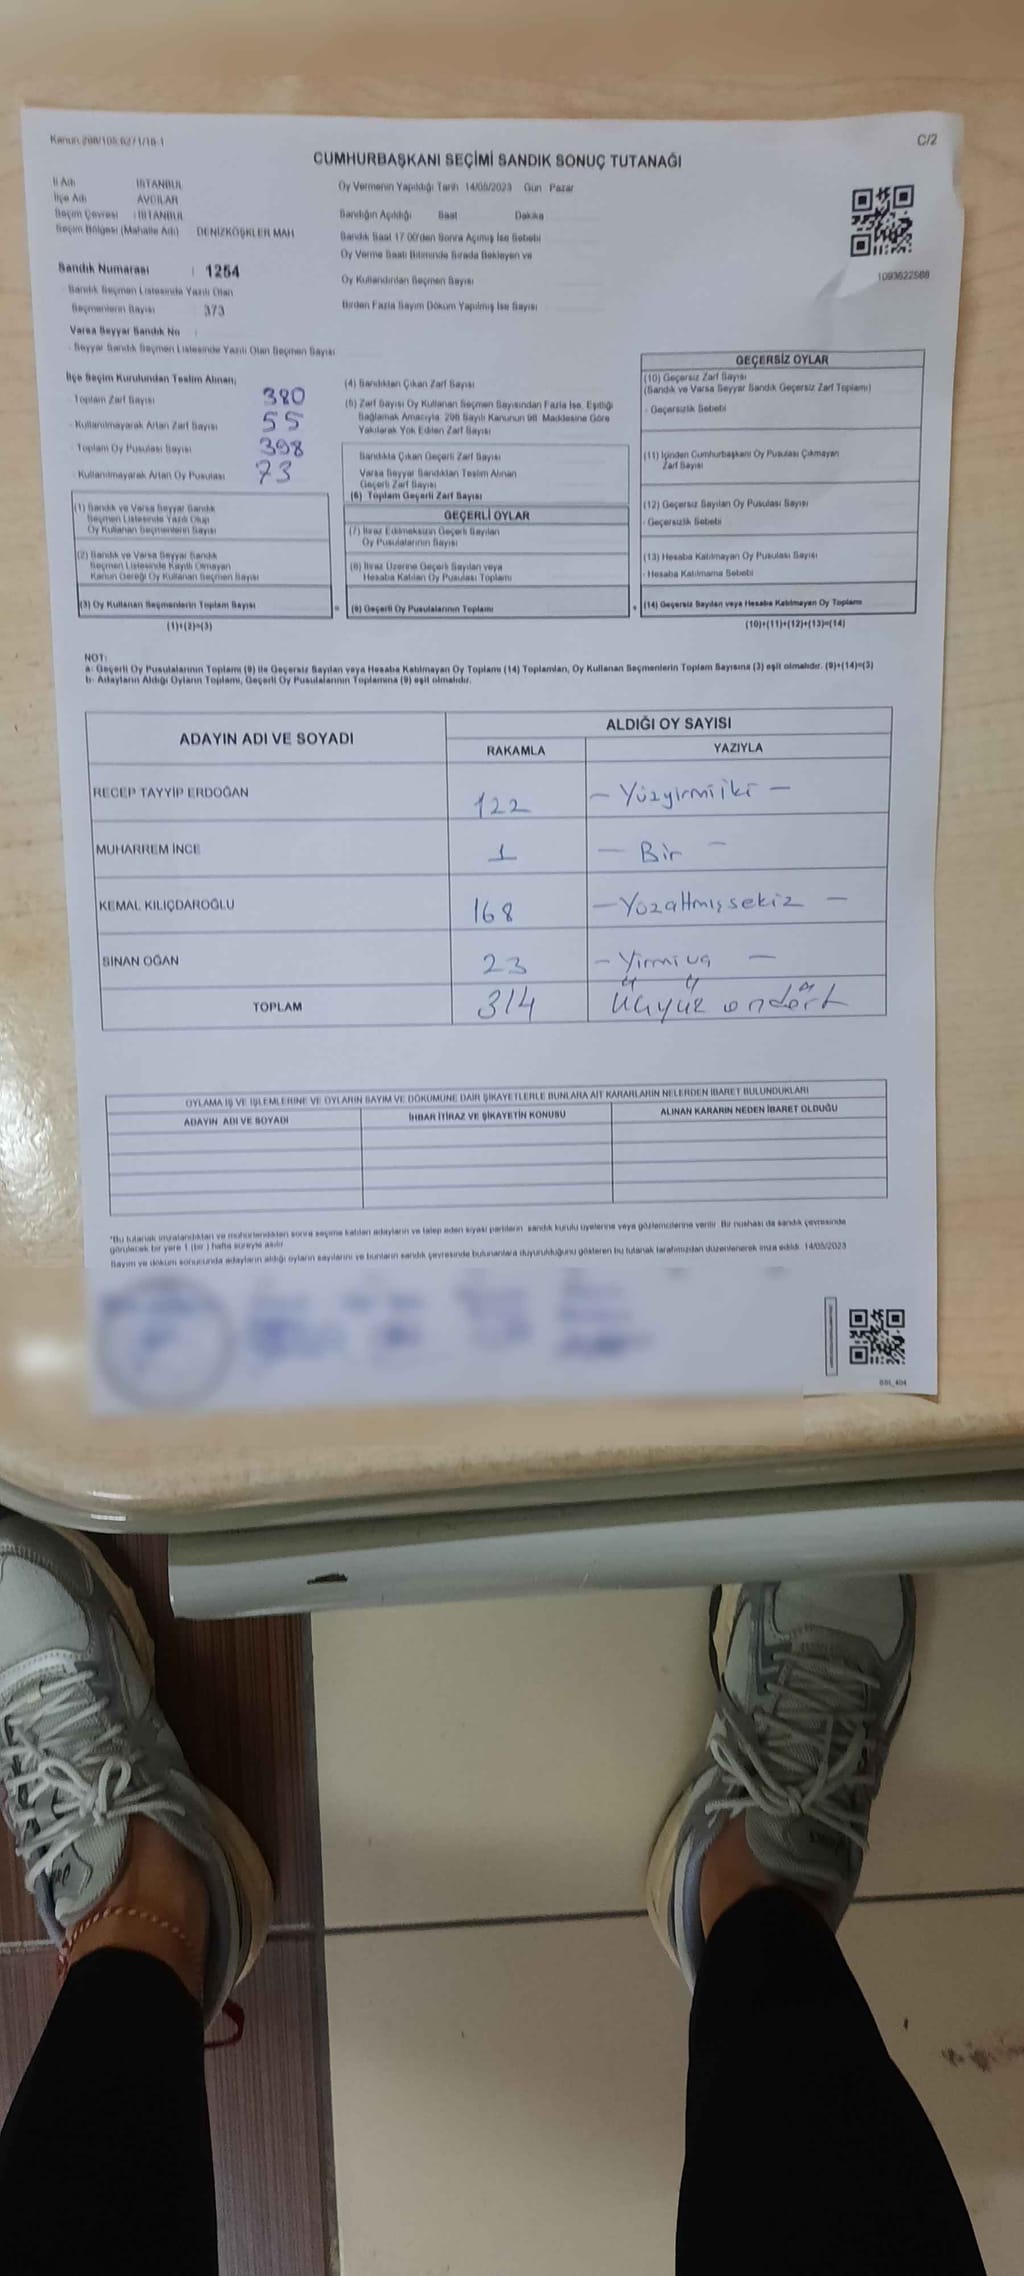 Kanun 298/105,6271/18-1
C/2
CUMHURBAŞKANI SEÇİMİ SANDIK SONUÇ TUTANAĞI
İl Adı İSTANBUL
İlçe Adı AVCILAR
Seçim Çevresi : İSTANBUL
Seçim Bölgesi (Mahalle Adı) DENİZKÖŞKLER MAH
Sandık Numarası : 1254
- Sandık Seçmen Listesinde Yazılı Olan
Seçmenlerin Sayısı 373
Varsa Seyyar Sandık No :
- Seyyar Sandık Seçmen Listesinde Yazılı Olan Seçmen Sayısı
Oy Vermenin Yapıldığı Tarih 14/05/2023 Gün Pazar
Sandığın Açıldığı Saat Dakika
Sandık Saat 17.00'den Sonra Açılmış İse Sebebi
Oy Verme Saati Bitiminde Sırada Bekleyen ve
Oy Kullandırılan Seçmen Sayısı
Birden Fazla Sayım Döküm Yapılmış İse Sayısı
1093622588
İlçe Seçim Kurulundan Teslim Alınan;
- Toplam Zarf Sayısı 380
- Kullanılmayarak Artan Zarf Sayısı 55
- Toplam Oy Pusulası Sayısı 398
- Kullanılmayarak Artan Oy Pusulası 73
(1) Sandık ve Varsa Seyyar Sandık
Seçmen Listesinde Yazılı Olup
Oy Kullanan Seçmenlerin Sayısı
(2) Sandık ve Varsa Seyyar Sandık
Seçmen Listesinde Kayıtlı Olmayan
Kanun Gereği Oy Kullanan Seçmen Sayısı
(3) Oy Kullanan Seçmenlerin Toplam Sayısı
(1)+(2)=(3)
(4) Sandıktan Çıkan Zarf Sayısı
(5) Zarf Sayısı Oy Kullanan Seçmen Sayısından Fazla İse, Eşitliği
Sağlamak Amacıyla, 298 Sayılı Kanunun 98. Maddesine Göre
Yakılarak Yok Edilen Zarf Sayısı
Sandıkta Çıkan Geçerli Zarf Sayısı
Varsa Seyyar Sandıktan Teslim Alınan
Geçerli Zarf Sayısı
(6) Toplam Geçerli Zarf Sayısı
GEÇERLİ OYLAR
(7) İtiraz Edilmeksizin Geçerli Sayılan
Oy Pusulalarının Sayısı
(8) İtiraz Üzerine Geçerli Sayılan veya
Hesaba Katılan Oy Pusulası Toplamı
=
(9) Geçerli Oy Pusulalarının Toplamı
+
GEÇERSİZ OYLAR
(10) Geçersiz Zarf Sayısı
(Sandık ve Varsa Seyyar Sandık Geçersiz Zarf Toplamı)
- Geçersizlik Sebebi
(11) İçinden Cumhurbaşkanı Oy Pusulası Çıkmayan
Zarf Sayısı
(12) Geçersiz Sayılan Oy Pusulası Sayısı
- Geçersizlik Sebebi
(13) Hesaba Katılmayan Oy Pusulası Sayısı
- Hesaba Katılmama Sebebi
(14) Geçersiz Sayılan veya Hesaba Katılmayan Oy Toplamı
(10)+(11)+(12)+(13)=(14)
NOT:
a- Geçerli Oy Pusulalarının Toplamı (9) ile Geçersiz Sayılan veya Hesaba Katılmayan Oy Toplamı (14) Toplamları, Oy Kullanan Seçmenlerin Toplam Sayısına (3) eşit olmalıdır. (9)+(14)=(3)
b- Adayların Aldığı Oyların Toplamı, Geçerli Oy Pusulalarının Toplamına (9) eşit olmalıdır.
ADAYIN ADI VE SOYADI
ALDIĞI OY SAYISI
RAKAMLA YAZIYLA
RECEP TAYYİP ERDOĞAN 122 - Yüzyirmiiki -
MUHARREM İNCE 1 - Bir -
KEMAL KILIÇDAROĞLU 168 - Yüzaltmışsekiz -
SİNAN OĞAN 23 - Yirmi üç -
TOPLAM 314 Üçyüz ondört
OYLAMA İŞ VE İŞLEMLERİNE VE OYLARIN SAYIM VE DÖKÜMÜNE DAİR ŞİKAYETLERLE BUNLARA AİT KARARLARIN NELERDEN İBARET BULUNDUKLARI
ADAYIN ADI VE SOYADI İHBAR İTİRAZ VE ŞİKAYETİN KONUSU ALINAN KARARIN NEDEN İBARET OLDUĞU
*Bu tutanak imzalandıktan ve mühürlendikten sonra seçime katılan adayların ve talep eden siyasi partilerin sandık kurulu üyelerine veya gözlemcilerine verilir. Bir nüshası da sandık çevresinde
görülecek bir yere 1 (bir ) hafta süreyle asılır.
Sayım ve döküm sonucunda adayların aldığı oyların sayılarını ve bunların sandık çevresinde bulunanlara duyurulduğunu gösteren bu tutanak tarafımızdan düzenlenerek imza edildi. 14/05/2023